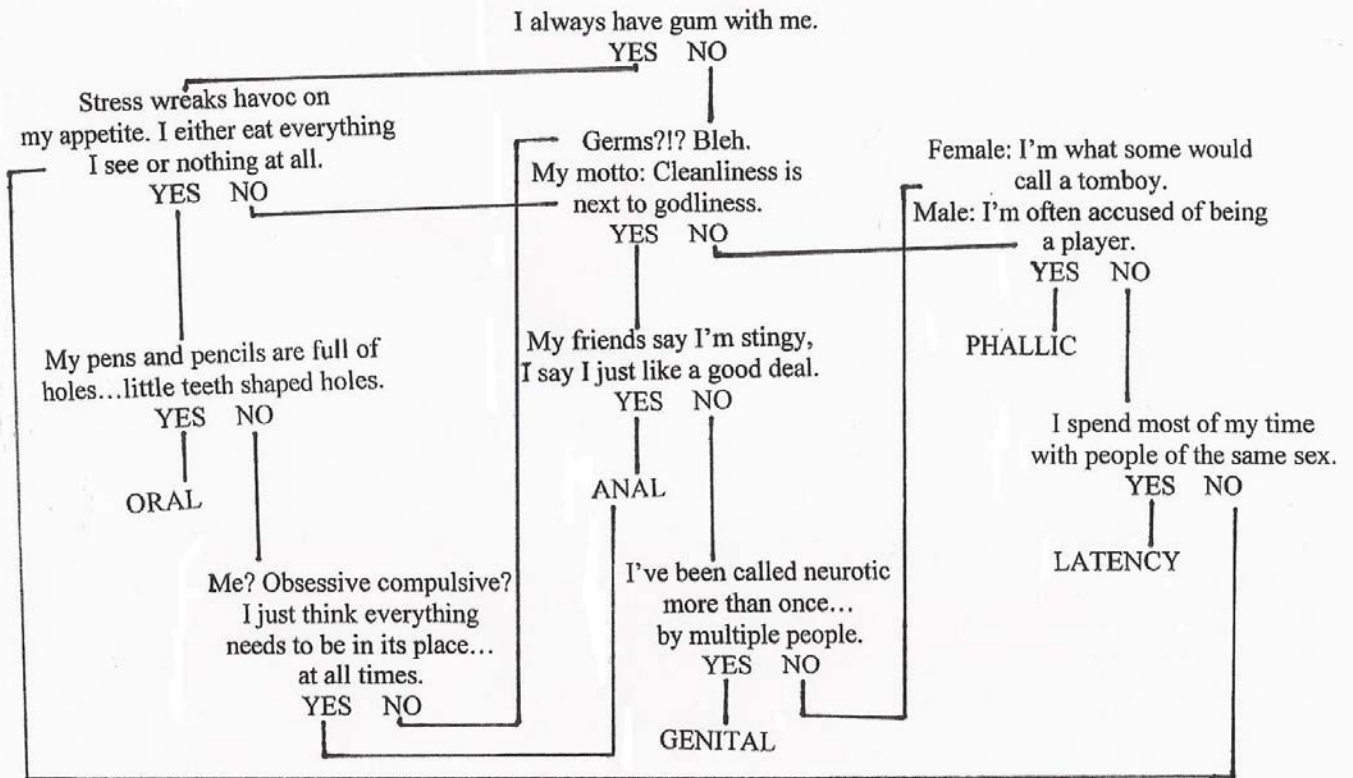 I always have gum with me.
YES NO
Stress wreaks havoc on
my appetite. I either eat everything
I see or nothing at all.
YES NO
Germs?!? Bleh.
My motto: Cleanliness is
next to godliness.
YES NO
Female: I'm what some would
call a tomboy.
Male: I'm often accused of being
a player.
YES NO
PHALLIC
My pens and pencils are full of
holes…little teeth shaped holes.
YES NO
ORAL
My friends say I'm stingy,
I say I just like a good deal.
YES NO
ANAL
I spend most of my time
with people of the same sex.
YES NO
LATENCY
Me? Obsessive compulsive?
I just think everything
needs to be in its place…
at all times.
YES NO
I've been called neurotic
more than once…
by multiple people.
YES NO
GENITAL